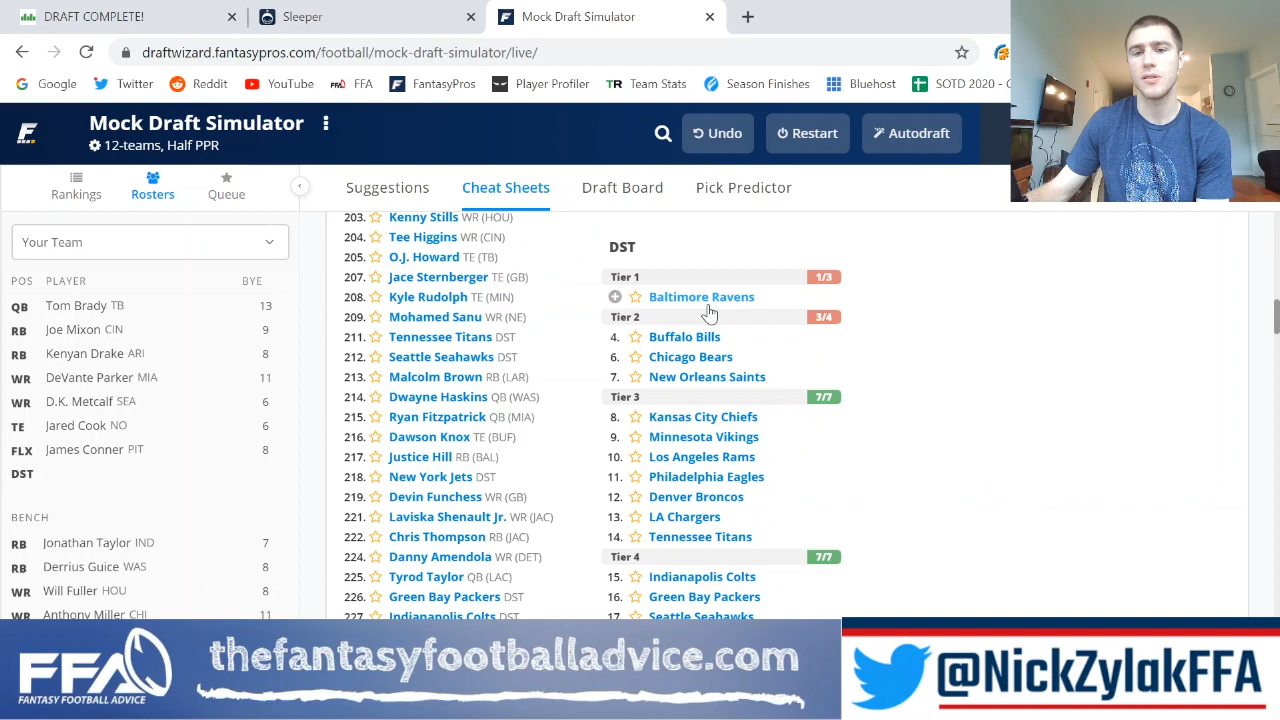 DRAFT COMPLETE!
Sleeper
Mock Draft Simulator
draftwizard.fantasypros.com/football/mock-draft-simulator/live/
Google
Twitter
Reddit
YouTube
FFA
FantasyPros
Player Profiler
Team Stats
Season Finishes
Bluehost
SOTD 2020 -
Mock Draft Simulator
12-teams, Half PPR
Undo
Restart
Autodraft
Rankings
Rosters
Queue
Suggestions
Cheat Sheets
Draft Board
Pick Predictor
Your Team
POS PLAYER BYE
QB Tom Brady TB 13
RB Joe Mixon CIN 9
RB Kenyan Drake ARI 8
WR DeVante Parker MIA 11
WR D.K. Metcalf SEA 6
TE Jared Cook NO 6
FLX James Conner PIT 8
DST
BENCH
RB Jonathan Taylor IND 7
RB Derrius Guice WAS 8
WR Will Fuller HOU 8
WR Anthony Miller CHI 11
203. Kenny Stills WR (HOU)
204. Tee Higgins WR (CIN)
205. O.J. Howard TE (TB)
207. Jace Sternberger TE (GB)
208. Kyle Rudolph TE (MIN)
209. Mohamed Sanu WR (NE)
211. Tennessee Titans DST
212. Seattle Seahawks DST
213. Malcolm Brown RB (LAR)
214. Dwayne Haskins QB (WAS)
215. Ryan Fitzpatrick QB (MIA)
216. Dawson Knox TE (BUF)
217. Justice Hill RB (BAL)
218. New York Jets DST
219. Devin Funchess WR (GB)
221. Laviska Shenault Jr. WR (JAC)
222. Chris Thompson RB (JAC)
224. Danny Amendola WR (DET)
225. Tyrod Taylor QB (LAC)
226. Green Bay Packers DST
227. Indianapolis Colts DST
DST
Tier 1 1/3
Baltimore Ravens
Tier 2 3/4
4. Buffalo Bills
6. Chicago Bears
7. New Orleans Saints
Tier 3 7/7
8. Kansas City Chiefs
9. Minnesota Vikings
10. Los Angeles Rams
11. Philadelphia Eagles
12. Denver Broncos
13. LA Chargers
14. Tennessee Titans
Tier 4 7/7
15. Indianapolis Colts
16. Green Bay Packers
17. Seattle Seahawks
FFA
FANTASY FOOTBALL ADVICE
thefantasyfootballadvice.com
@NickZylakFFA